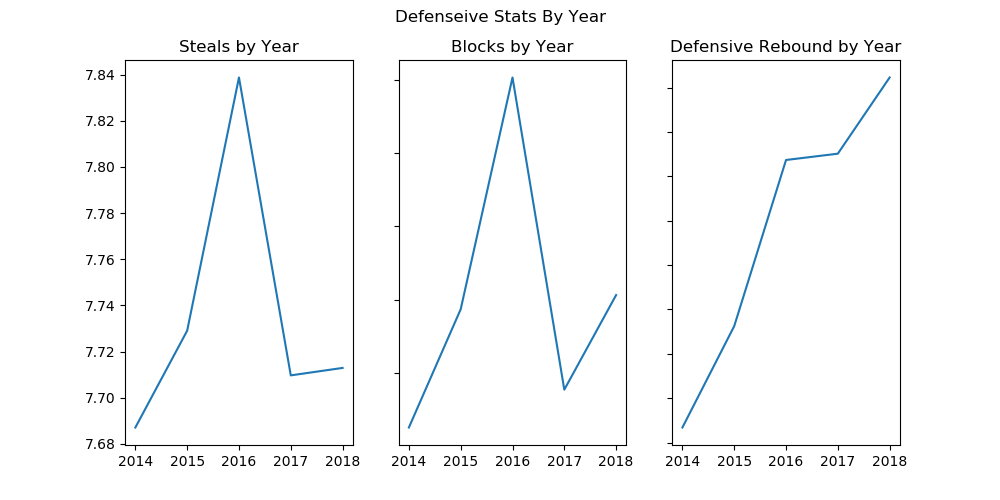 Defenseive Stats By Year
Steals by Year
Blocks by Year
Defensive Rebound by Year
7.84
7.82
7.80
7.78
7.76
7.74
7.72
7.70
7.68
2014 2015 2016 2017 2018
2014 2015 2016 2017 2018
2014 2015 2016 2017 2018